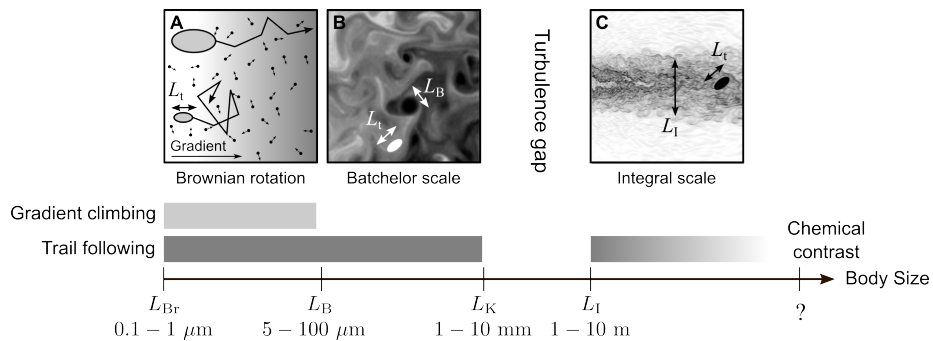 A
B
C
L_t
L_B
L_t
L_t
L_I
Gradient
Turbulence gap
Brownian rotation
Batchelor scale
Integral scale
Gradient climbing
Trail following
Chemical
contrast
Body Size
L_Br
L_B
L_K
L_I
?
0.1 – 1 μm
5 – 100 μm
1 – 10 mm
1 – 10 m